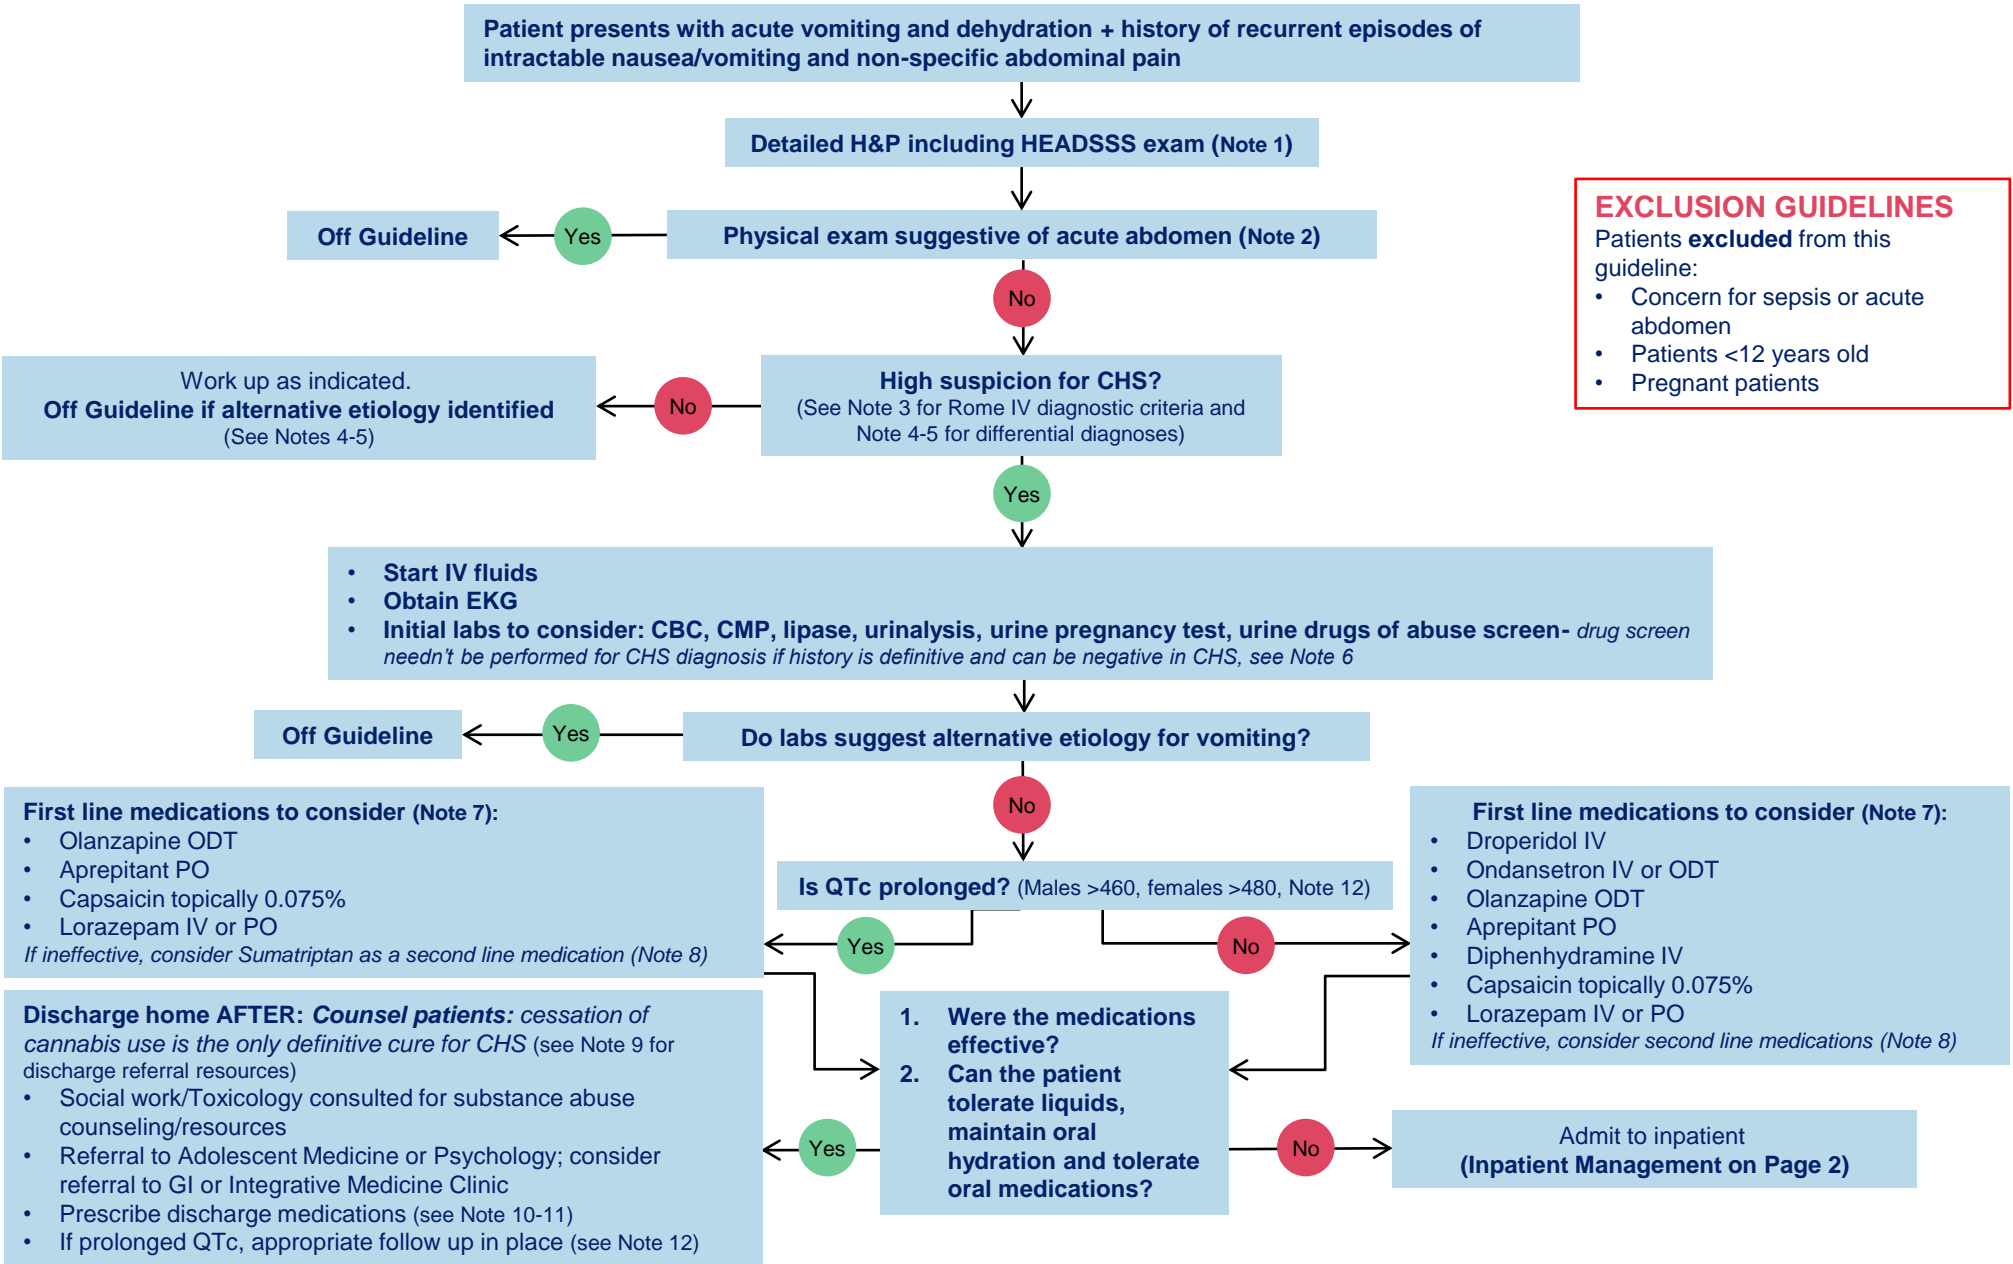 Patient presents with acute vomiting and dehydration + history of recurrent episodes of
intractable nausea/vomiting and non-specific abdominal pain
Detailed H&P including HEADSSS exam (Note 1)
EXCLUSION GUIDELINES
Patients excluded from this
guideline:
• Concern for sepsis or acute
abdomen
• Patients <12 years old
• Pregnant patients
Off Guideline
Yes
Physical exam suggestive of acute abdomen (Note 2)
No
Work up as indicated.
Off Guideline if alternative etiology identified
(See Notes 4-5)
No
High suspicion for CHS?
(See Note 3 for Rome IV diagnostic criteria and
Note 4-5 for differential diagnoses)
Yes
• Start IV fluids
• Obtain EKG
• Initial labs to consider: CBC, CMP, lipase, urinalysis, urine pregnancy test, urine drugs of abuse screen- drug screen
needn't be performed for CHS diagnosis if history is definitive and can be negative in CHS, see Note 6
Off Guideline
Yes
Do labs suggest alternative etiology for vomiting?
No
First line medications to consider (Note 7):
• Olanzapine ODT
• Aprepitant PO
• Capsaicin topically 0.075%
• Lorazepam IV or PO
If ineffective, consider Sumatriptan as a second line medication (Note 8)
Is QTc prolonged? (Males >460, females >480, Note 12)
Yes
No
First line medications to consider (Note 7):
• Droperidol IV
• Ondansetron IV or ODT
• Olanzapine ODT
• Aprepitant PO
• Diphenhydramine IV
• Capsaicin topically 0.075%
• Lorazepam IV or PO
If ineffective, consider second line medications (Note 8)
Discharge home AFTER: Counsel patients: cessation of
cannabis use is the only definitive cure for CHS (see Note 9 for
discharge referral resources)
• Social work/Toxicology consulted for substance abuse
counseling/resources
• Referral to Adolescent Medicine or Psychology; consider
referral to GI or Integrative Medicine Clinic
• Prescribe discharge medications (see Note 10-11)
• If prolonged QTc, appropriate follow up in place (see Note 12)
Yes
1. Were the medications
effective?
2. Can the patient
tolerate liquids,
maintain oral
hydration and tolerate
oral medications?
No
Admit to inpatient
(Inpatient Management on Page 2)